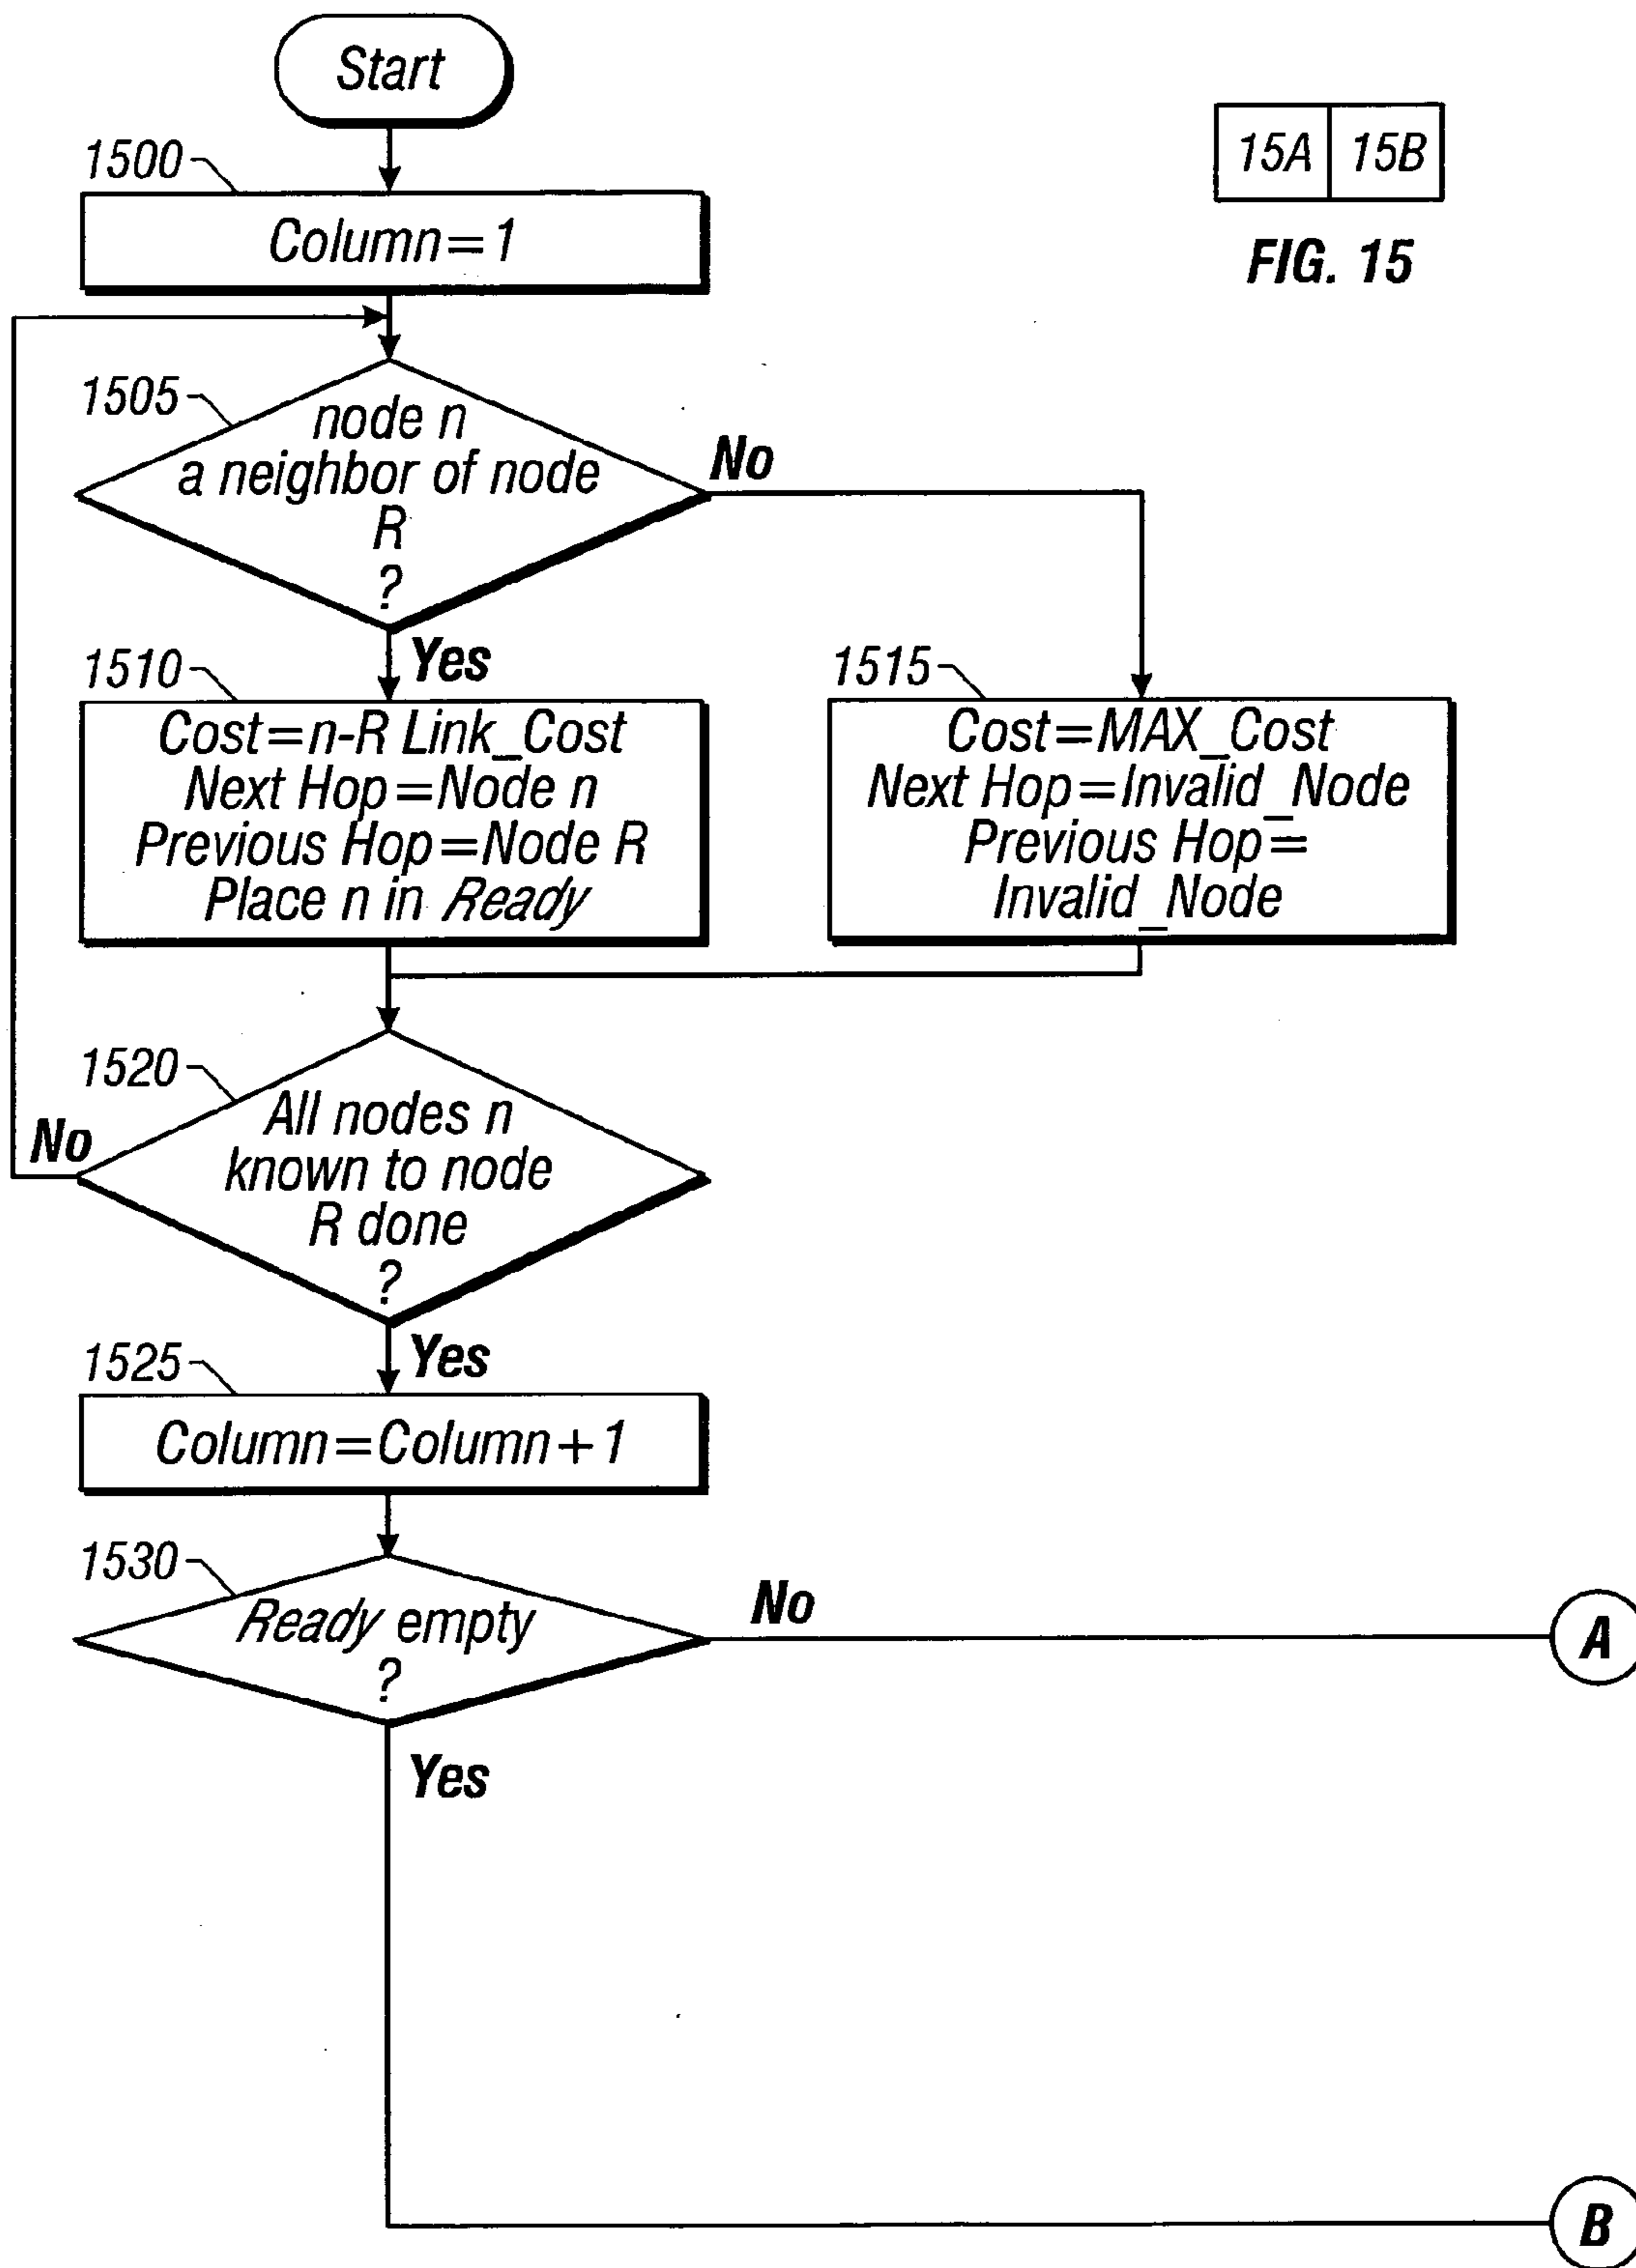 Start
15A 15B
FIG. 15
1500
Column=1
1505
node n
a neighbor of node
R
?
No
Yes
1510
Cost=n-R Link_Cost
Next Hop=Node n
Previous Hop=Node R
Place n in Ready
1515
Cost=MAX_Cost
Next Hop=Invalid_Node
Previous Hop=
Invalid_Node
1520
All nodes n
known to node
R done
?
No
Yes
1525
Column=Column+1
1530
Ready empty
?
No
A
Yes
B